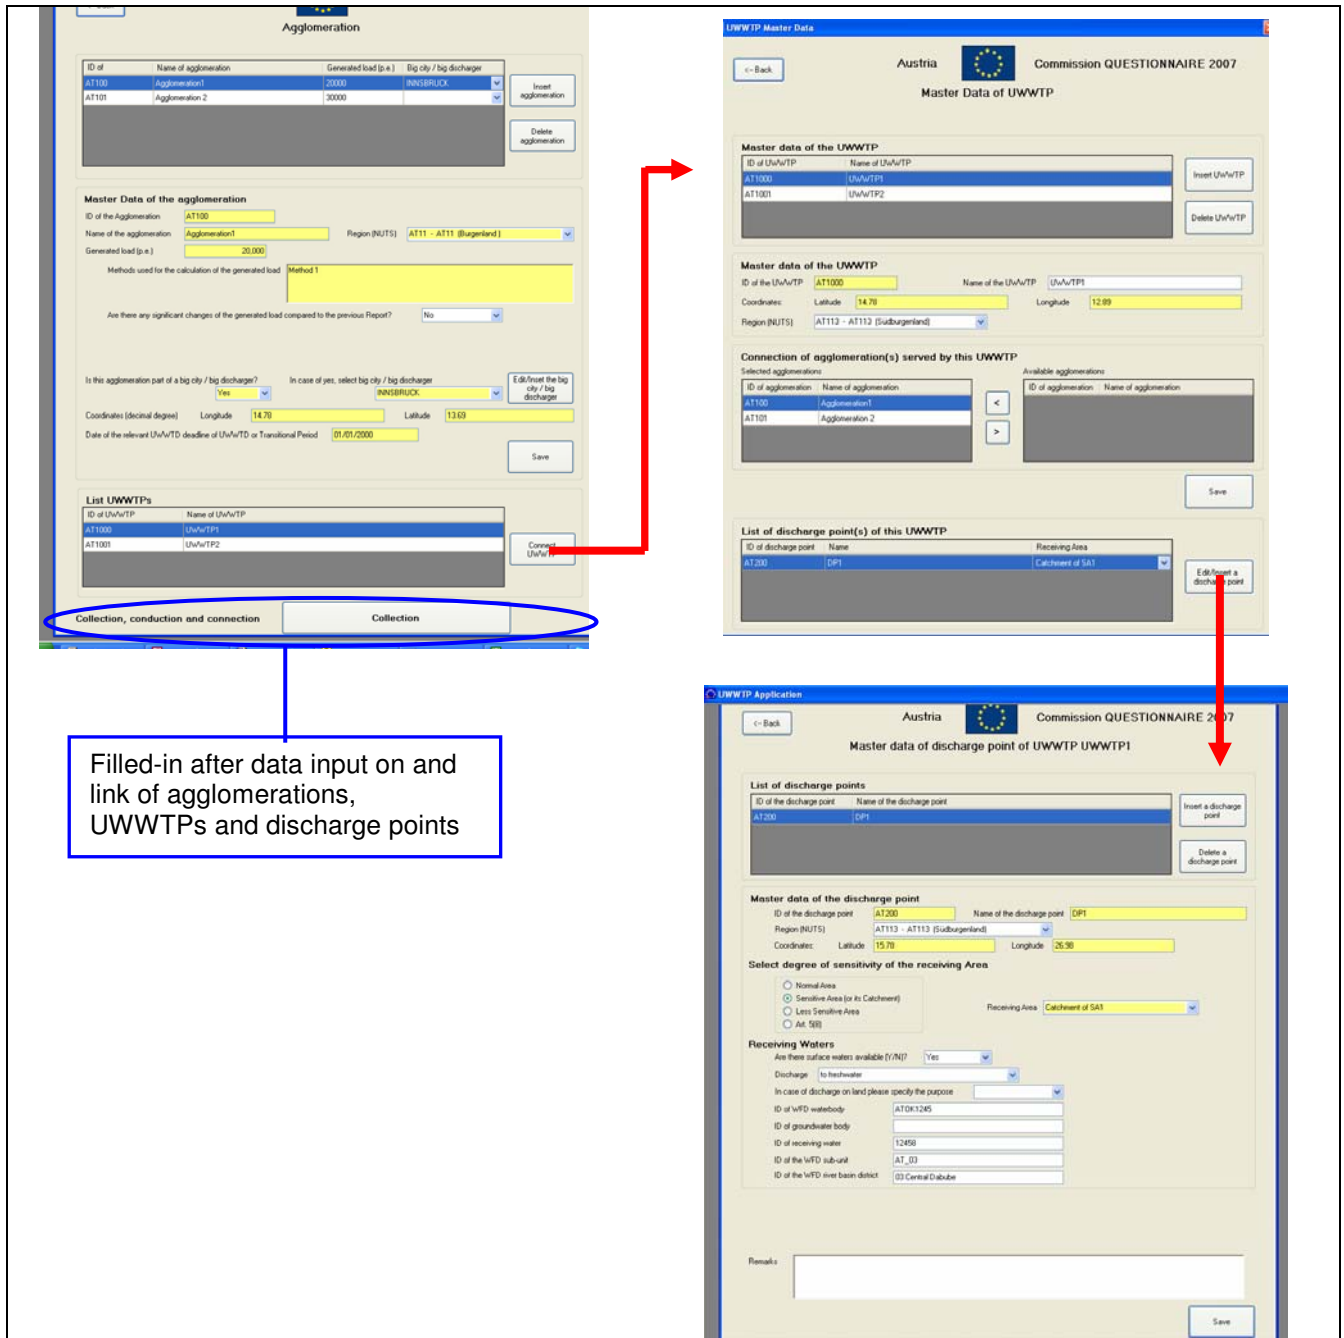 <- Back
Agglomeration
ID of Name of agglomeration Generated load (p.e.) Big city / big discharger
AT100 Agglomeration1 20000 INNSBRUCK
AT101 Agglomeration 2 30000
Insert agglomeration
Delete agglomeration
Master Data of the agglomeration
ID of the Agglomeration AT100
Name of the agglomeration Agglomeration1 Region (NUTS) AT11 - AT11 (Burgenland )
Generated load (p.e.) 20,000
Methods used for the calculation of the generated load Method 1
Are there any significant changes of the generated load compared to the previous Report? No
Is this agglomeration part of a big city / big discharger? In case of yes, select big city / big discharger
Yes INNSBRUCK
Edit/Inset the big city / big discharger
Coordinates (decimal degree) Longitude 14.78 Latitude 13.69
Date of the relevant UWWTD deadline of UWWTD or Transitional Period 01/01/2000
Save
List UWWTPs
ID of UWWTP Name of UWWTP
AT1000 UWWTP1
AT1001 UWWTP2
Connect UWWTP
Collection, conduction and connection Collection
Filled-in after data input on and
link of agglomerations,
UWWTPs and discharge points
UWWTP Master Data
<- Back Austria Commission QUESTIONNAIRE 2007
Master Data of UWWTP
Master data of the UWWTP
ID of UWWTP Name of UWWTP
AT1000 UWWTP1
AT1001 UWWTP2
Insert UWWTP
Delete UWWTP
Master data of the UWWTP
ID of the UWWTP AT1000 Name of the UWWTP UWWTP1
Coordinates: Latitude 14.78 Longitude 12.89
Region (NUTS) AT113 - AT113 (Südburgenland)
Connection of agglomeration(s) served by this UWWTP
Selected agglomerations Available agglomerations
ID of agglomeration Name of agglomeration ID of agglomeration Name of agglomeration
AT100 Agglomeration1
AT101 Agglomeration 2
<
>
Save
List of discharge point(s) of this UWWTP
ID of discharge point Name Receiving Area
AT200 DP1 Catchment of SA1
Edit/Insert a discharge point
UWWTP Application
<- Back Austria Commission QUESTIONNAIRE 2007
Master data of discharge point of UWWTP UWWTP1
List of discharge points
ID of the discharge point Name of the discharge point
AT200 DP1
Insert a discharge point
Delete a discharge point
Master data of the discharge point
ID of the discharge point AT200 Name of the discharge point DP1
Region (NUTS) AT113 - AT113 (Südburgenland)
Coordinates: Latitude 15.78 Longitude 26.98
Select degree of sensitivity of the receiving Area
Normal Area
Sensitive Area (or its Catchment)
Less Sensitive Area
Art. 5(8)
Receiving Area Catchment of SA1
Receiving Waters
Are there surface waters available (Y/N)? Yes
Discharge to freshwater
In case of discharge on land please specify the purpose
ID of WFD waterbody ATOK1245
ID of groundwater body
ID of receiving water 12458
ID of the WFD sub-unit AT_03
ID of the WFD river basin district 03 Central Dabube
Remarks
Save